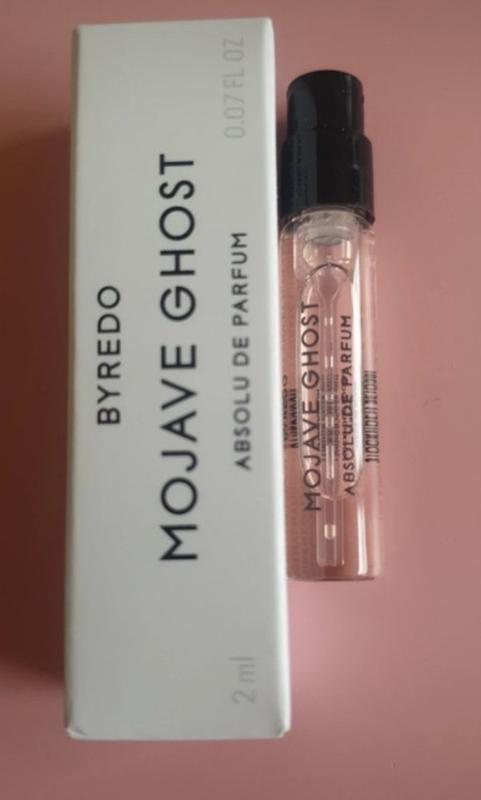 BYREDO
MOJAVE GHOST
ABSOLU DE PARFUM
2 ml
0.07 FL OZ
MOJAVE GHOST
ABSOLU DE PARFUM